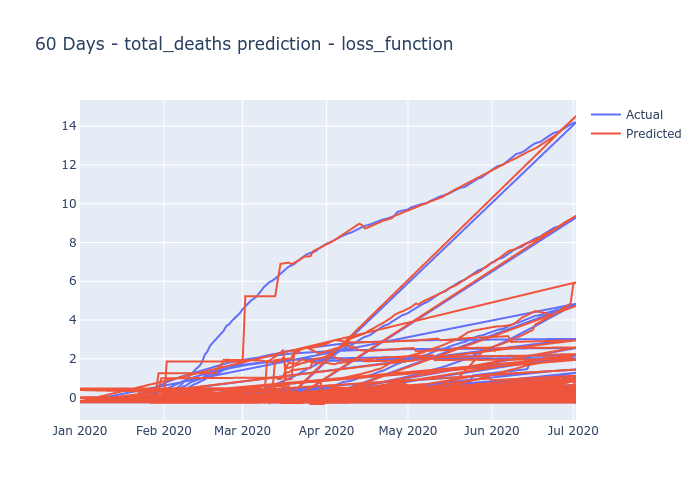 60 Days - total_deaths prediction - loss_function
Actual
Predicted
14
12
10
8
6
4
2
0
Jan 2020
Feb 2020
Mar 2020
Apr 2020
May 2020
Jun 2020
Jul 2020